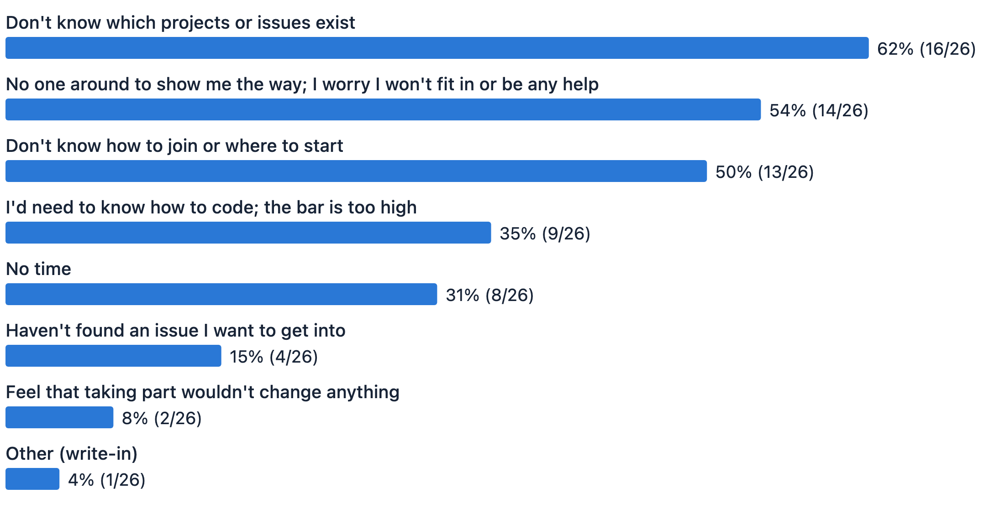 Don't know which projects or issues exist
62% (16/26)
No one around to show me the way; I worry I won't fit in or be any help
54% (14/26)
Don't know how to join or where to start
50% (13/26)
I'd need to know how to code; the bar is too high
35% (9/26)
No time
31% (8/26)
Haven't found an issue I want to get into
15% (4/26)
Feel that taking part wouldn't change anything
8% (2/26)
Other (write-in)
4% (1/26)